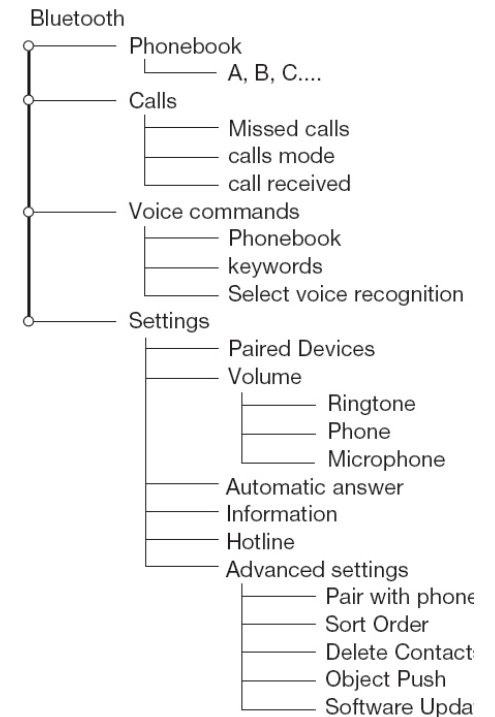 Bluetooth
Phonebook
A, B, C....
Calls
Missed calls
calls mode
call received
Voice commands
Phonebook
keywords
Select voice recognition
Settings
Paired Devices
Volume
Ringtone
Phone
Microphone
Automatic answer
Information
Hotline
Advanced settings
Pair with phone
Sort Order
Delete Contact
Object Push
Software Upda